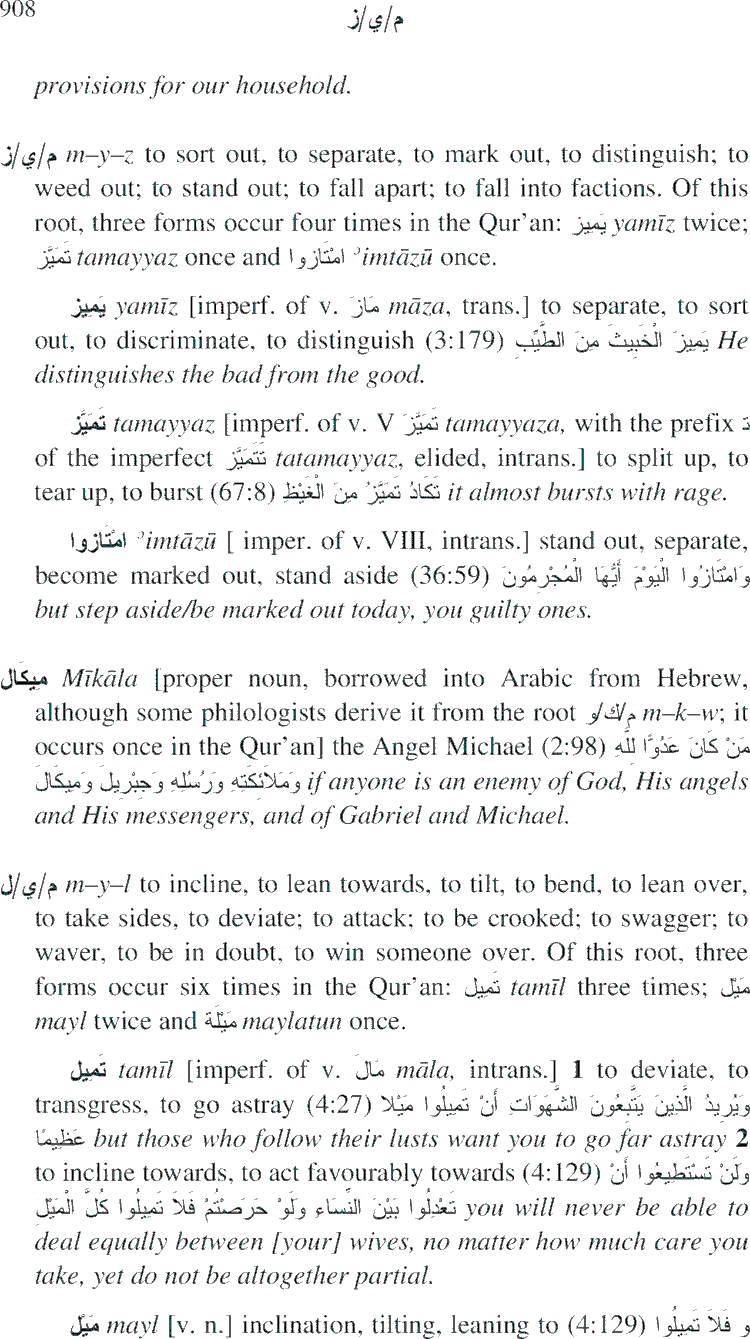 908
م/ي/ز
provisions for our household.
م/ي/ز m–y–z to sort out, to separate, to mark out, to distinguish; to
weed out; to stand out; to fall apart; to fall into factions. Of this
root, three forms occur four times in the Qur'an: يَمِيز yamīz twice;
تَمَيَّز tamayyaz once and امْتَازوا ʾimtāzū once.
يَمِيز yamīz [imperf. of v. مَازَ māza, trans.] to separate, to sort
out, to discriminate, to distinguish (3:179) يَمِيزَ الْخَبِيثَ مِنَ الطَّيِّبِ He
distinguishes the bad from the good.
تَمَيَّز tamayyaz [imperf. of v. V تَمَيَّزَ tamayyaza, with the prefix تـ
of the imperfect تَتَمَيَّز tatamayyaz, elided, intrans.] to split up, to
tear up, to burst (67:8) تَكَادُ تَمَيَّزُ مِنَ الْغَيْظِ it almost bursts with rage.
امْتَازوا ʾimtāzū [ imper. of v. VIII, intrans.] stand out, separate,
become marked out, stand aside (36:59) وَامْتَازُوا الْيَوْمَ أَيُّهَا الْمُجْرِمُونَ
but step aside/be marked out today, you guilty ones.
مِيكَال Mīkāla [proper noun, borrowed into Arabic from Hebrew,
although some philologists derive it from the root م/ك/و m–k–w; it
occurs once in the Qur'an] the Angel Michael (2:98) مَنْ كَانَ عَدُوًّا للَّهِ
وَمَلاَئِكَتِهِ وَرُسُلِهِ وَجِبْرِيلَ وَمِيكَالَ if anyone is an enemy of God, His angels
and His messengers, and of Gabriel and Michael.
م/ي/ل m–y–l to incline, to lean towards, to tilt, to bend, to lean over,
to take sides, to deviate; to attack; to be crooked; to swagger; to
waver, to be in doubt, to win someone over. Of this root, three
forms occur six times in the Qur'an: تَمِيل tamīl three times; مَيْل
mayl twice and مَيْلَة maylatun once.
تَمِيل tamīl [imperf. of v. مَالَ māla, intrans.] 1 to deviate, to
transgress, to go astray (4:27) وَيُرِيدُ الَّذِينَ يَتَّبِعُونَ الشَّهَوَاتِ أَنْ تَمِيلُوا مَيْلا
عَظِيمًا but those who follow their lusts want you to go far astray 2
to incline towards, to act favourably towards (4:129) وَلَنْ تَسْتَطِيعُوا أَنْ
تَعْدِلُوا بَيْنَ النِّسَاءِ وَلَوْ حَرَصْتُمْ فَلاَ تَمِيلُوا كُلَّ الْمَيْلِ you will never be able to
deal equally between [your] wives, no matter how much care you
take, yet do not be altogether partial.
مَيْل mayl [v. n.] inclination, tilting, leaning to (4:129) و فَلاَ تَمِيلُوا